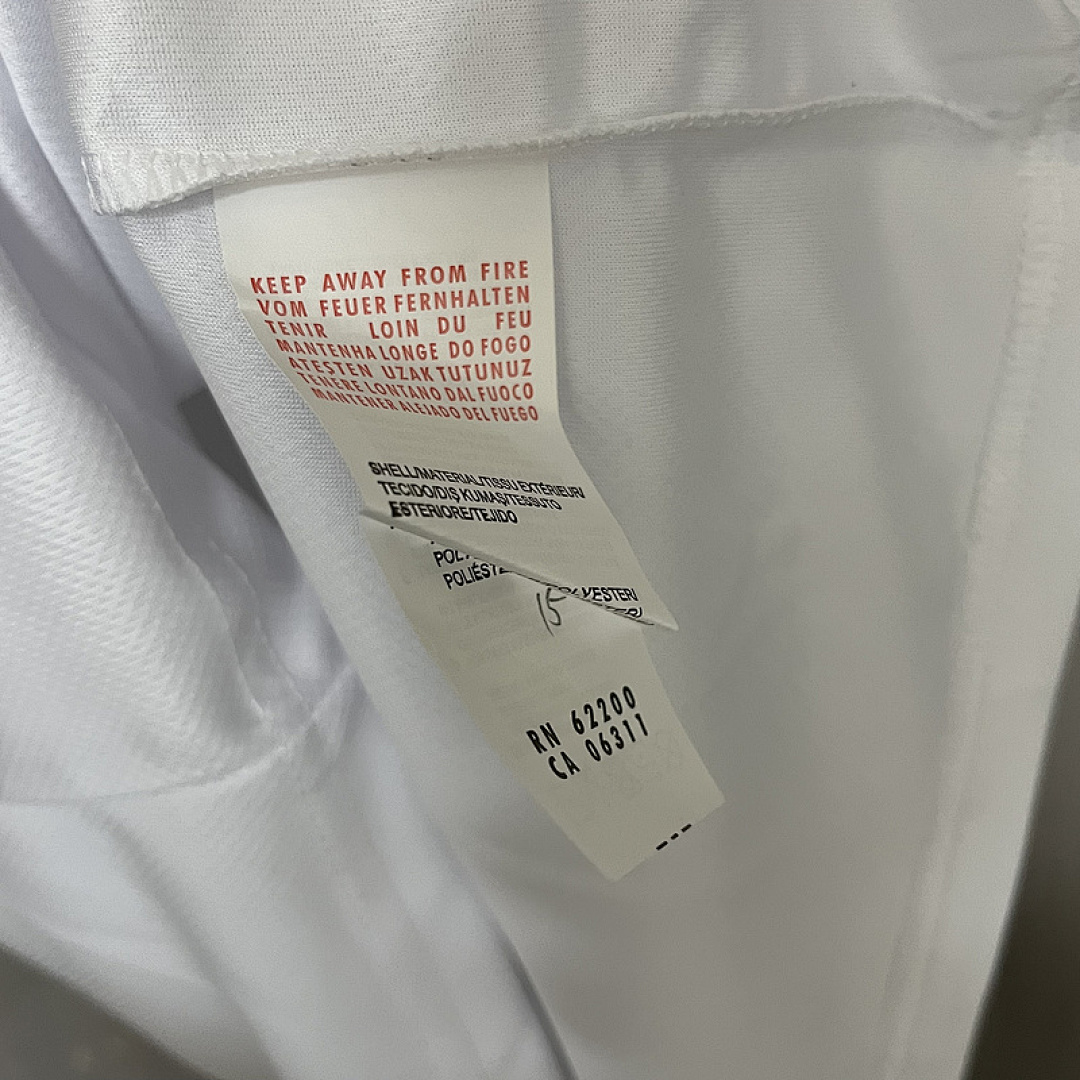 KEEP AWAY FROM FIRE
VOM FEUER FERNHALTEN
TENIR LOIN DU FEU
MANTENHA LONGE DO FOGO
ATEŞTEN UZAK TUTUNUZ
TENERE LONTANO DAL FUOCO
MANTENER ALEJADO DEL FUEGO
SHELL/MATERIAL/TISSU EXTÉRIEUR/
TECIDO/DIŞ KUMAŞ/TESSUTO
ESTERIORE/TEJIDO
15
RN 62200
CA 06311